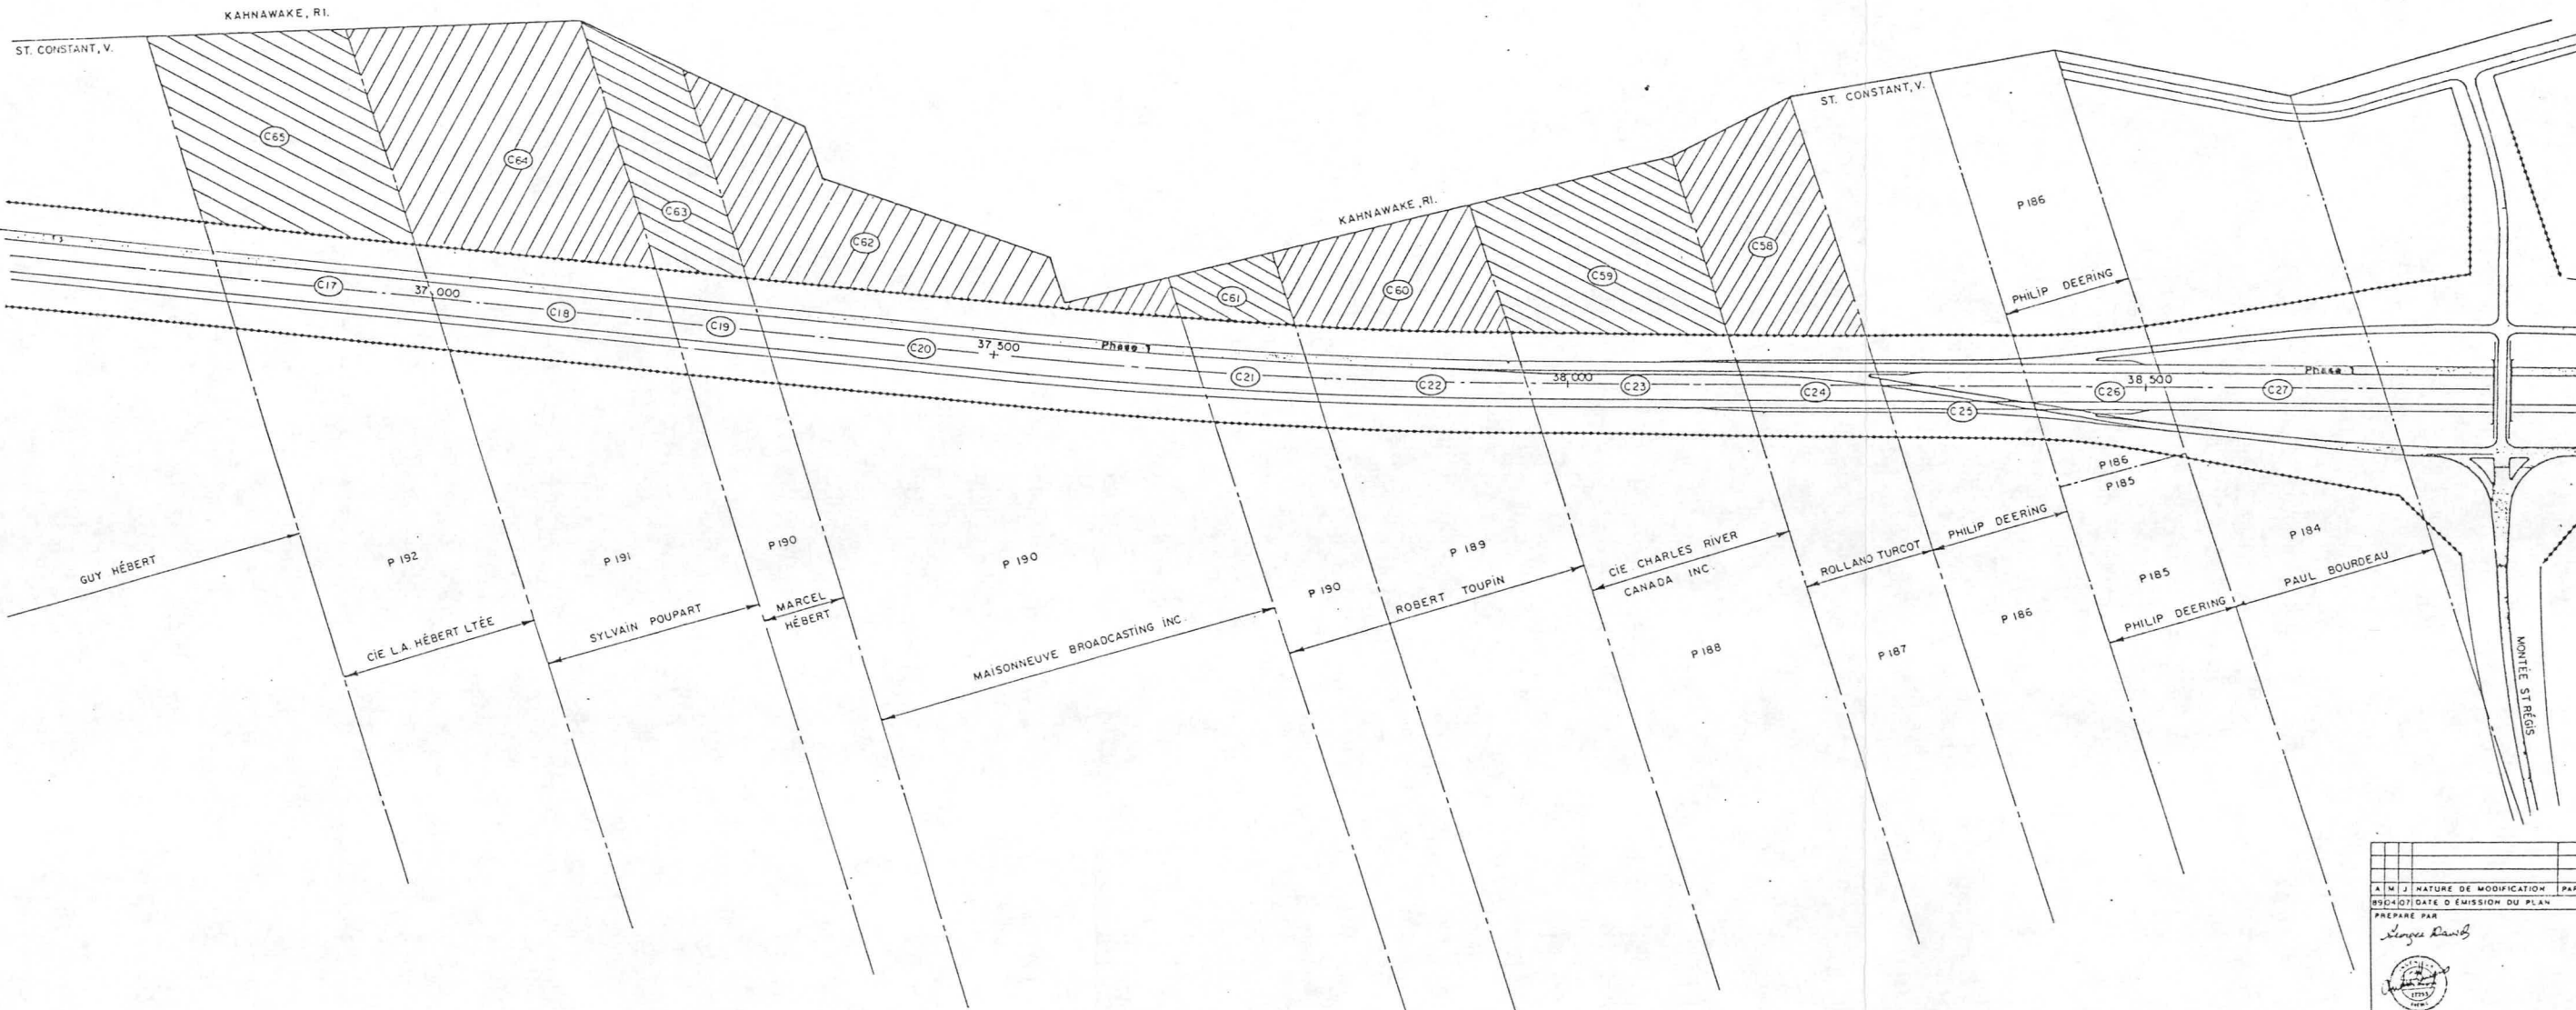 KAHNAWAKE, RI.
ST. CONSTANT, V.
C65
C64
C63
C62
KAHNAWAKE, RI.
C61
C60
C59
C58
ST. CONSTANT, V.
P 186
PHILIP DEERING
C17
37,000
C18
C19
C20
37,500
Phase 1
C21
C22
38,000
C23
C24
C25
C26
38,500
C27
Phase 1
GUY HÉBERT
P 192
CIE L.A. HÉBERT LTÉE
P 191
SYLVAIN POUPART
P 190
MARCEL
HÉBERT
P 190
MAISONNEUVE BROADCASTING INC.
P 190
P 189
ROBERT TOUPIN
CIE CHARLES RIVER
CANADA INC.
P 188
ROLLAND TURCOT
P 187
PHILIP DEERING
P 186
P 186
P 185
P 185
PHILIP DEERING
P 184
PAUL BOURDEAU
MONTÉE ST RÉGIS
A M J NATURE DE MODIFICATION PAR
89 04 07 DATE D'ÉMISSION DU PLAN
PRÉPARÉ PAR